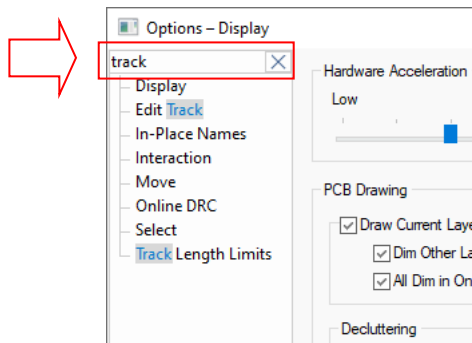 Options – Display
track
Display
Edit Track
In-Place Names
Interaction
Move
Online DRC
Select
Track Length Limits
Hardware Acceleration
Low
PCB Drawing
Draw Current Laye
Dim Other La
All Dim in On
Decluttering